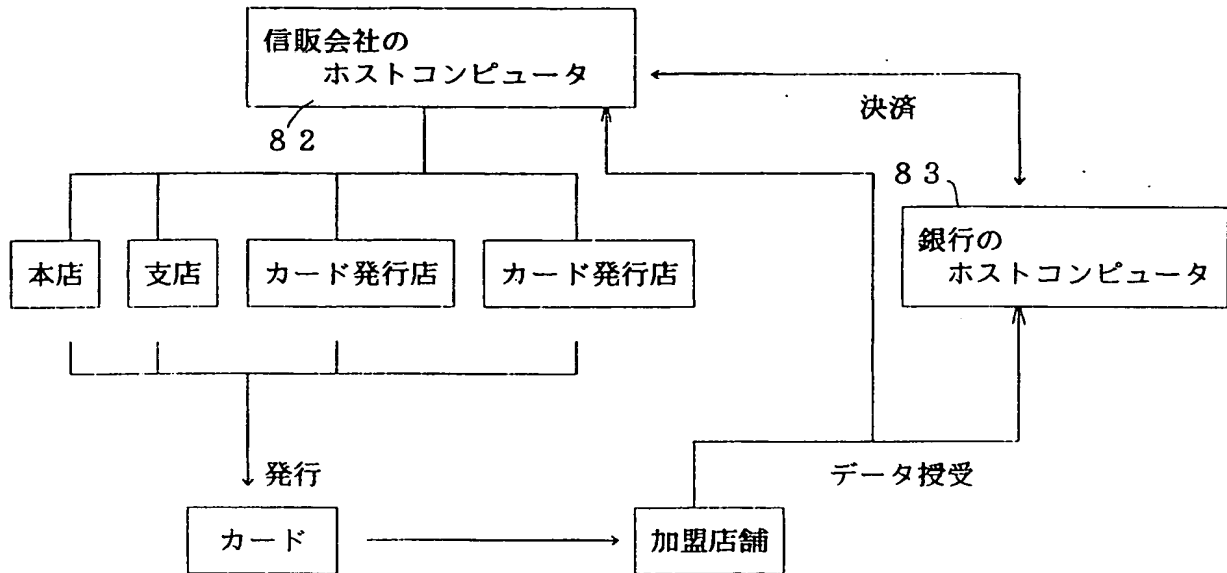 信販会社の
ホストコンピュータ
82
決済
83
銀行の
ホストコンピュータ
本店
支店
カード発行店
カード発行店
発行
データ授受
カード
加盟店舗